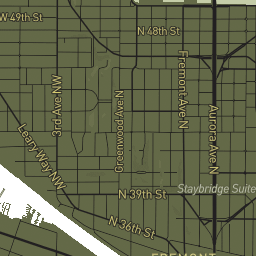 W 49th St
N 48th St
3rd Ave NW
Greenwood Ave N
Fremont Ave N
Aurora Ave N
Leary Way NW
N 39th St
Staybridge Suite
N 36th St
FREMONT